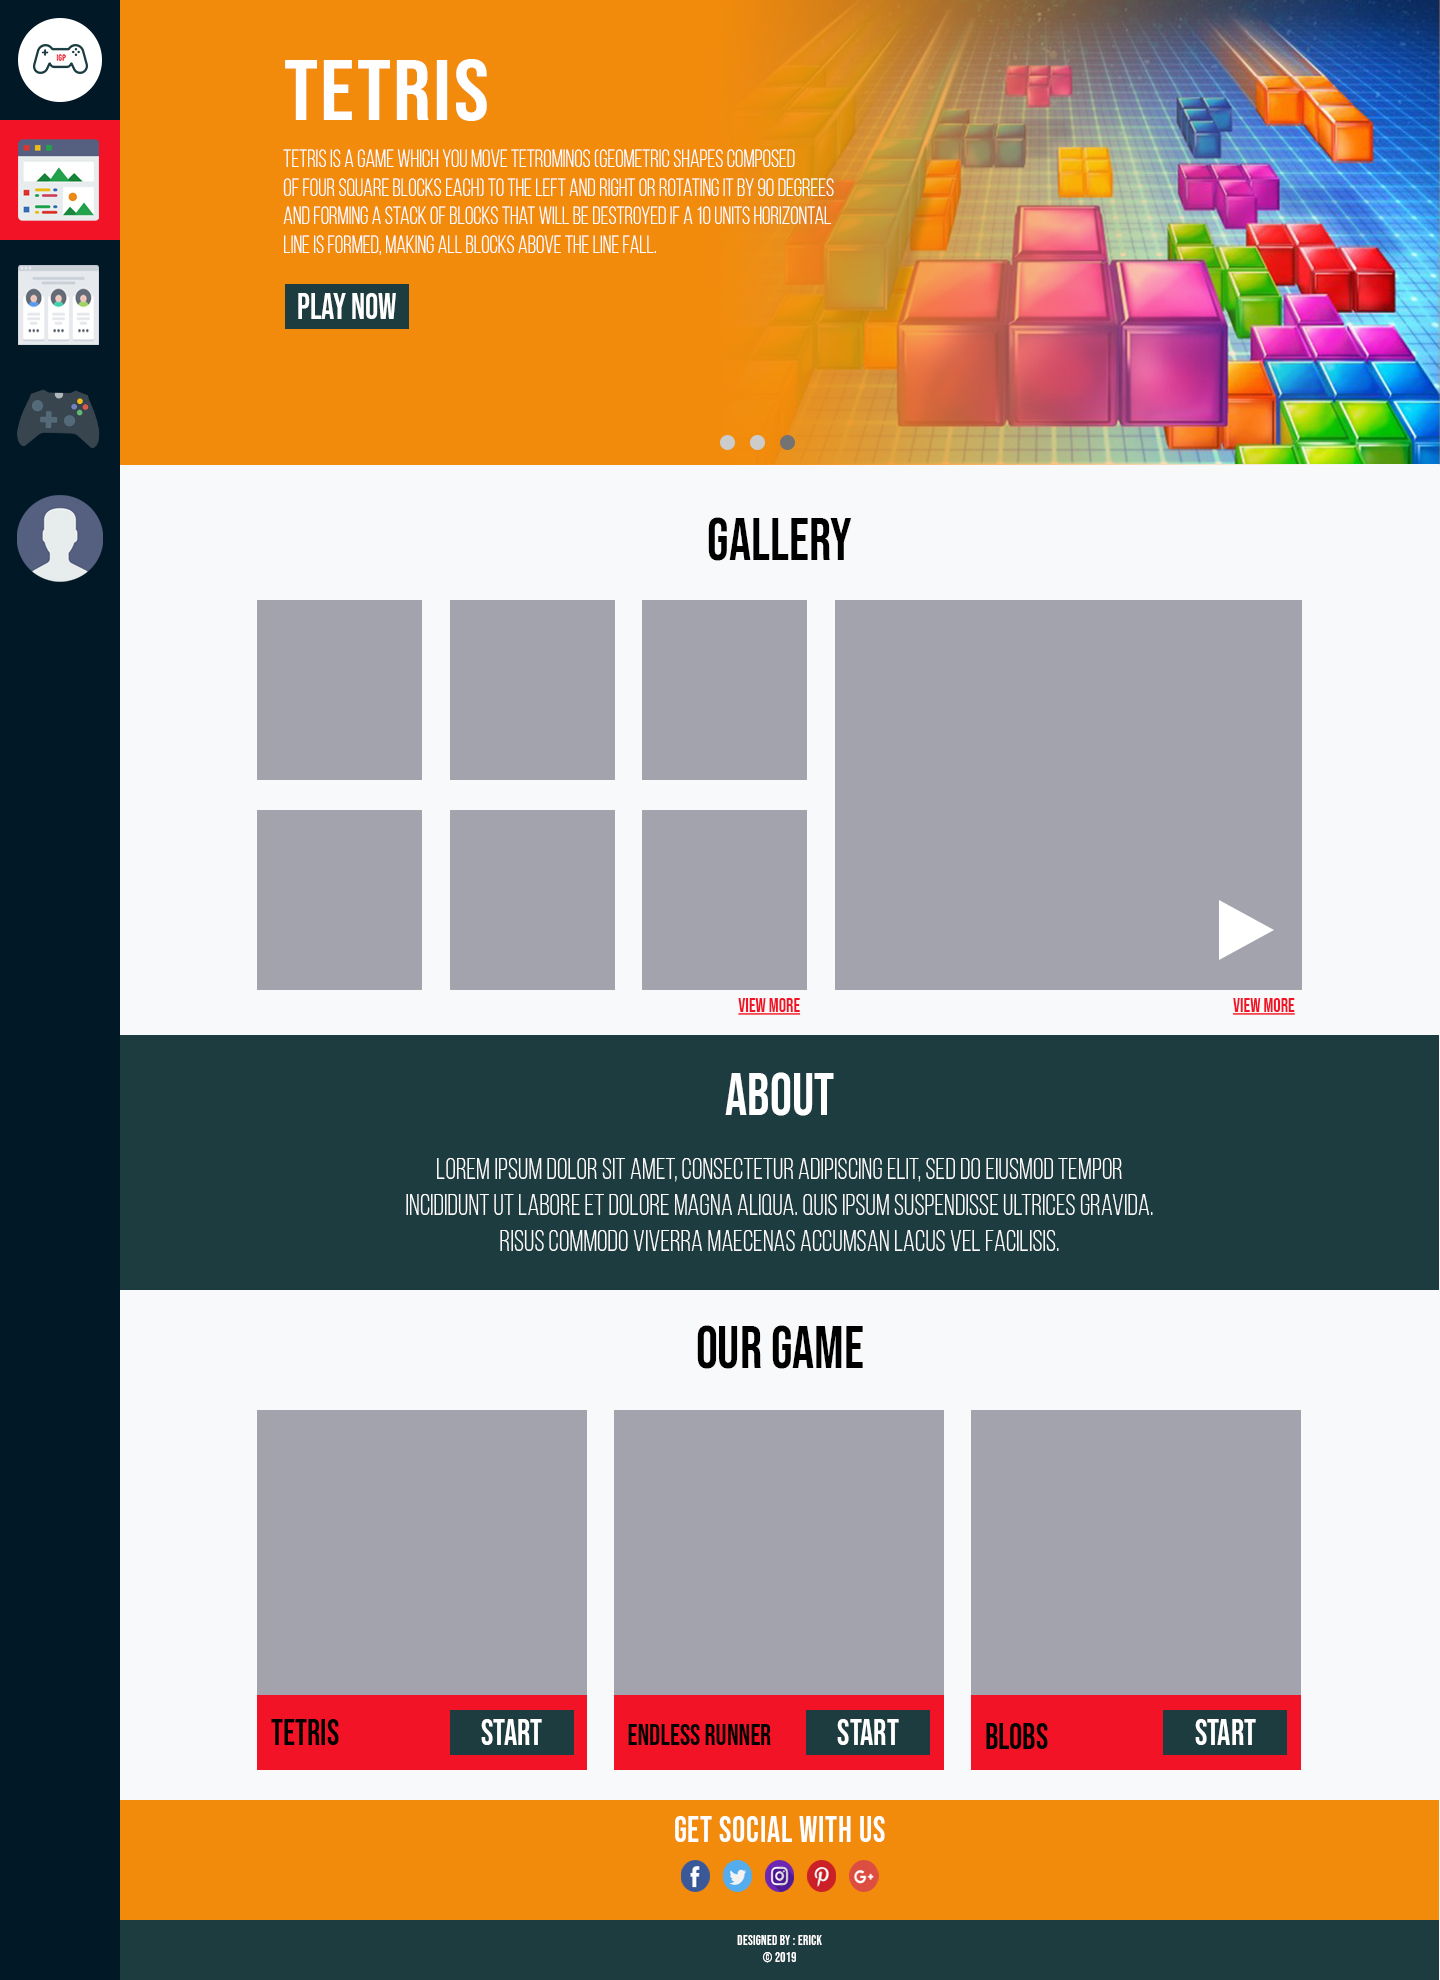 IGP
TETRIS
TETRIS IS A GAME WHICH YOU MOVE TETROMINOS (GEOMETRIC SHAPES COMPOSED
OF FOUR SQUARE BLOCKS EACH) TO THE LEFT AND RIGHT OR ROTATING IT BY 90 DEGREES
AND FORMING A STACK OF BLOCKS THAT WILL BE DESTROYED IF A 10 UNITS HORIZONTAL
LINE IS FORMED, MAKING ALL BLOCKS ABOVE THE LINE FALL.
PLAY NOW
GALLERY
VIEW MORE
VIEW MORE
ABOUT
LOREM IPSUM DOLOR SIT AMET, CONSECTETUR ADIPISCING ELIT, SED DO EIUSMOD TEMPOR
INCIDIDUNT UT LABORE ET DOLORE MAGNA ALIQUA. QUIS IPSUM SUSPENDISSE ULTRICES GRAVIDA.
RISUS COMMODO VIVERRA MAECENAS ACCUMSAN LACUS VEL FACILISIS.
OUR GAME
TETRIS
START
ENDLESS RUNNER
START
BLOBS
START
GET SOCIAL WITH US
DESIGNED BY : ERICK
© 2019